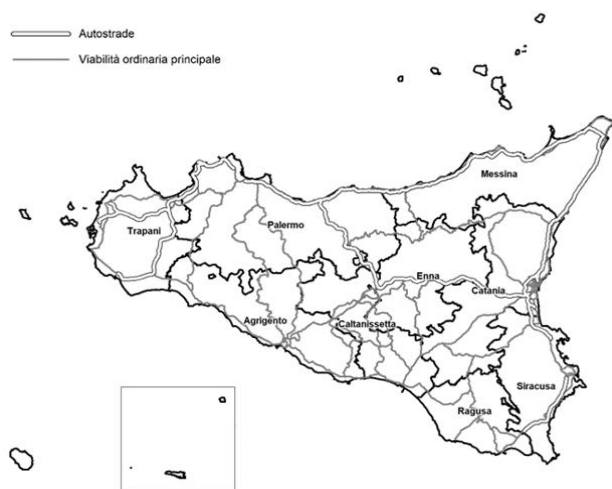 Autostrade
Viabilità ordinaria principale
Messina
Palermo
Trapani
Enna
Catania
Agrigento
Caltanissetta
Siracusa
Ragusa